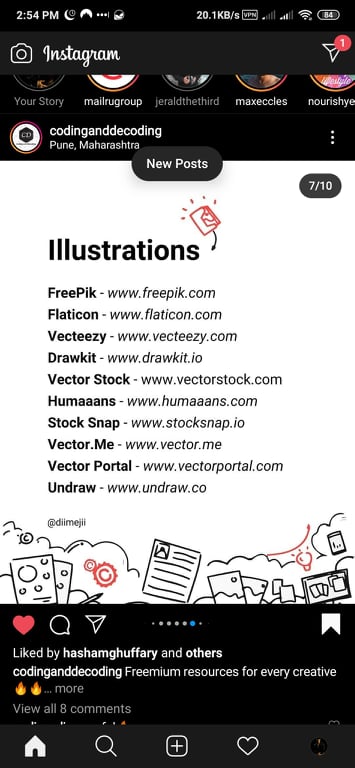 2:54 PM
20.1KB/s VPN 84
Instagram
1
Your Story mailrugroup jeraldthethird maxeccles nourishye
codinganddecoding
Pune, Maharashtra
New Posts
7/10
Illustrations
FreePik - www.freepik.com
Flaticon - www.flaticon.com
Vecteezy - www.vecteezy.com
Drawkit - www.drawkit.io
Vector Stock - www.vectorstock.com
Humaaans - www.humaaans.com
Stock Snap - www.stocksnap.io
Vector.Me - www.vector.me
Vector Portal - www.vectorportal.com
Undraw - www.undraw.co
@diimejii
Liked by hashamghuffary and others
codinganddecoding Freemium resources for every creative
🔥🔥... more
View all 8 comments